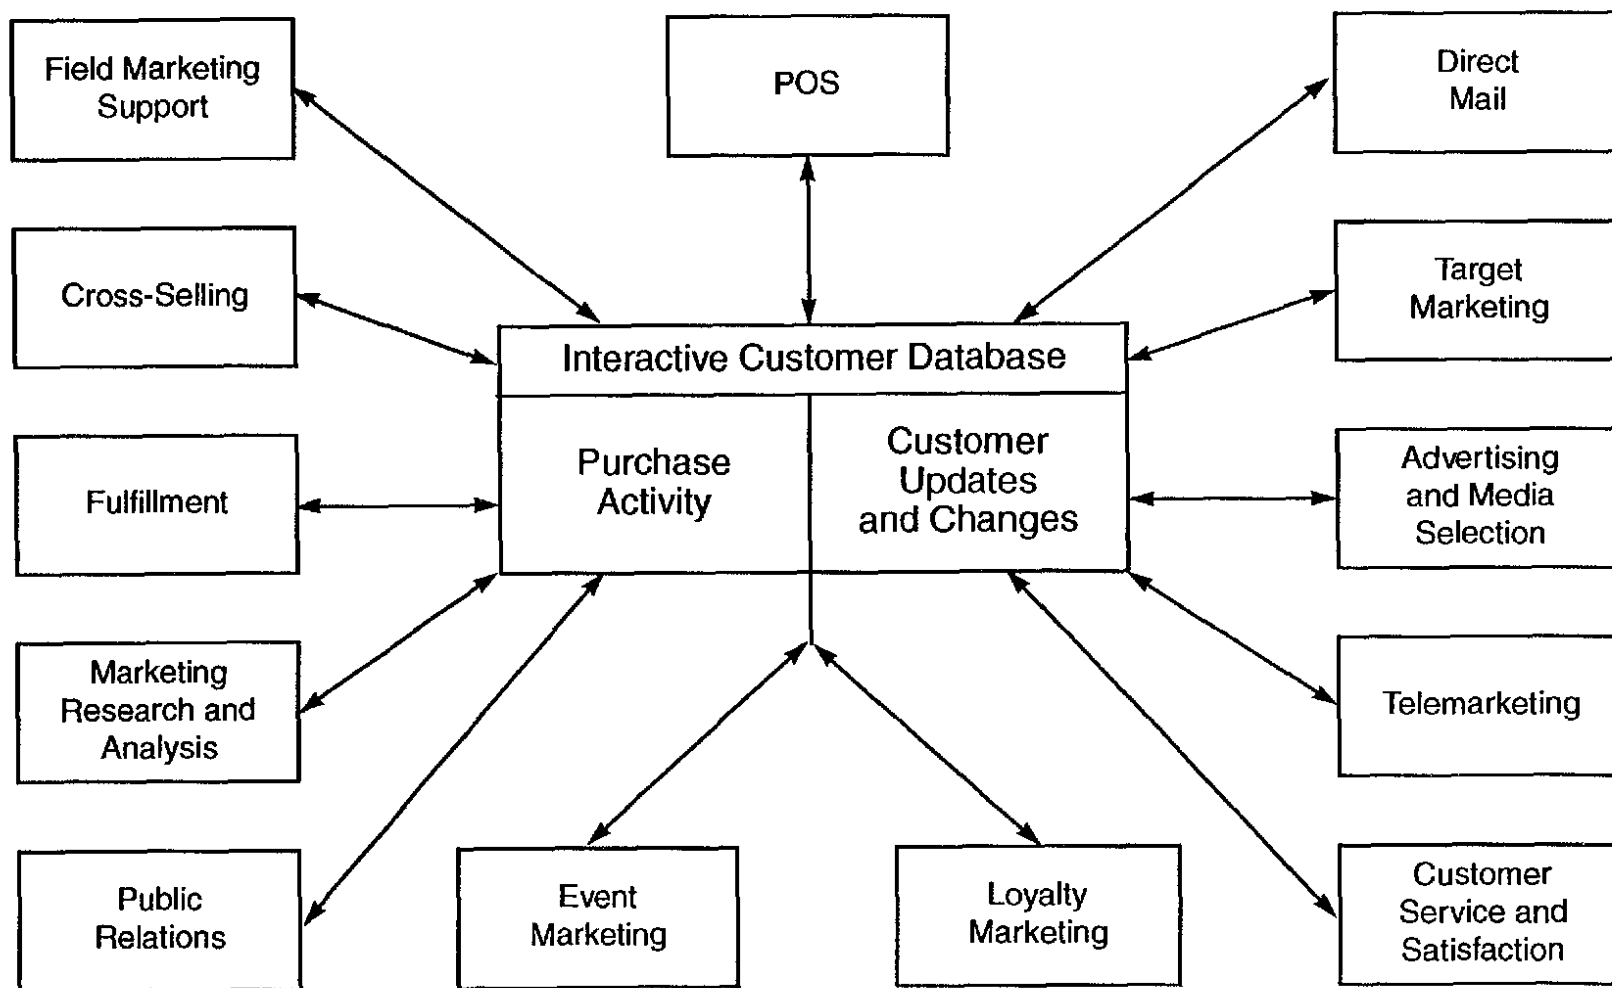 Field Marketing
Support
POS
Direct
Mail
Cross-Selling
Target
Marketing
Interactive Customer Database
Purchase
Activity
Customer
Updates
and Changes
Fulfillment
Advertising
and Media
Selection
Marketing
Research and
Analysis
Telemarketing
Public
Relations
Event
Marketing
Loyalty
Marketing
Customer
Service and
Satisfaction